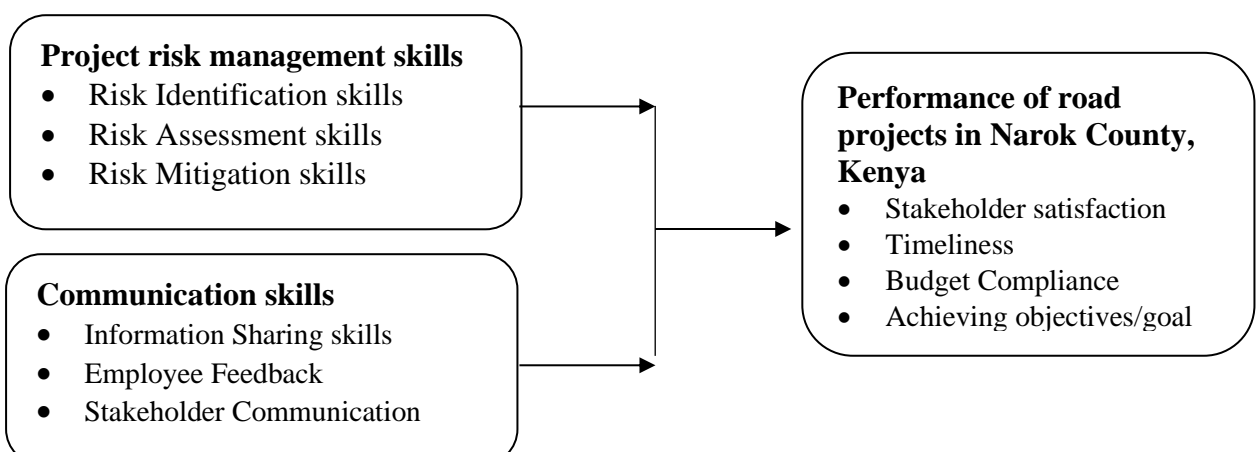 Project risk management skills
• Risk Identification skills
• Risk Assessment skills
• Risk Mitigation skills
Communication skills
• Information Sharing skills
• Employee Feedback
• Stakeholder Communication
Performance of road
projects in Narok County,
Kenya
• Stakeholder satisfaction
• Timeliness
• Budget Compliance
• Achieving objectives/goal